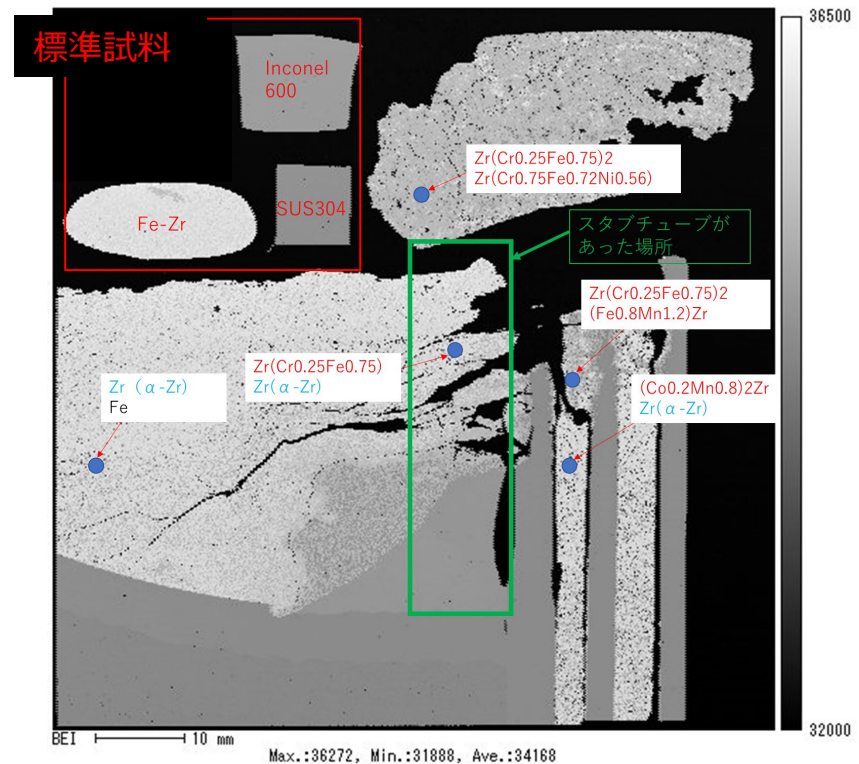 標準試料
Inconel
600
SUS304
Fe-Zr
36500
Zr(Cr0.25Fe0.75)2
Zr(Cr0.75Fe0.72Ni0.56)
スタブチューブが
あった場所
Zr(Cr0.25Fe0.75)2
(Fe0.8Mn1.2)Zr
Zr(Cr0.25Fe0.75)
Zr(α-Zr)
Zr（α-Zr)
Fe
(Co0.2Mn0.8)2Zr
Zr(α-Zr)
32000
BEI
10 mm
Max.:36272, Min.:31888, Ave.:34168